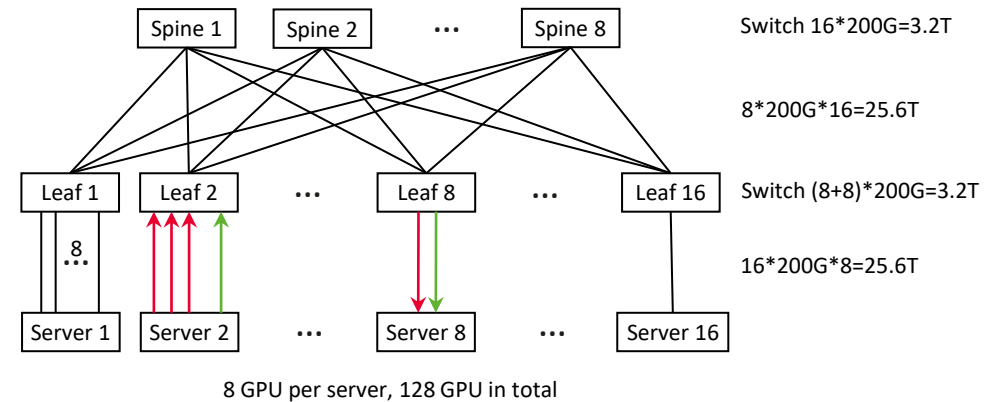 Spine 1
Spine 2
...
Spine 8
Switch 16*200G=3.2T
8*200G*16=25.6T
Leaf 1
Leaf 2
...
Leaf 8
...
Leaf 16
Switch (8+8)*200G=3.2T
8
...
16*200G*8=25.6T
Server 1
Server 2
...
Server 8
...
Server 16
8 GPU per server, 128 GPU in total